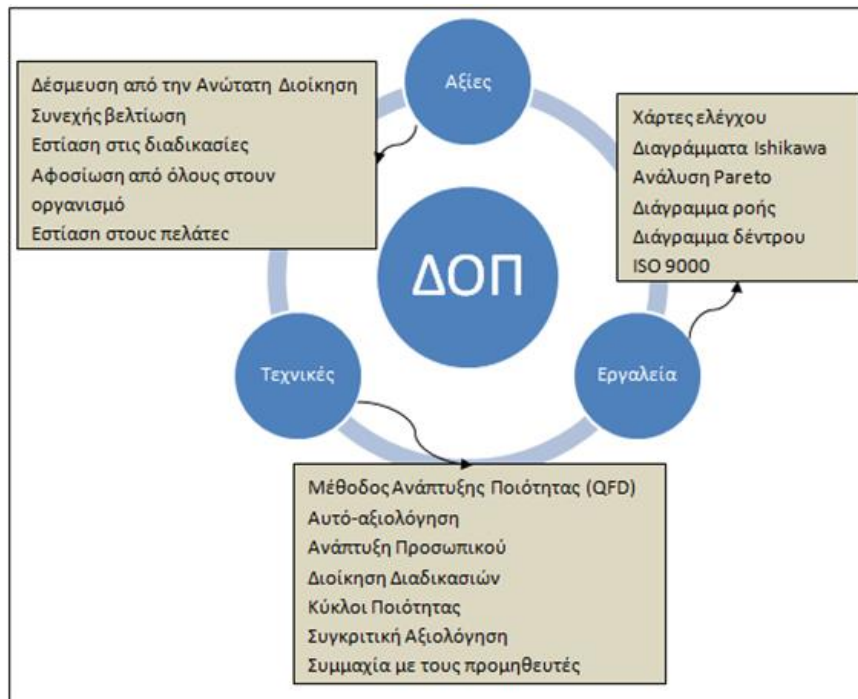 Αξίες
Δέσμευση από την Ανώτατη Διοίκηση
Συνεχής βελτίωση
Εστίαση στις διαδικασίες
Αφοσίωση από όλους στουν
οργανισμό
Εστίαση στους πελάτες
Χάρτες ελέγχου
Διαγράμματα Ishikawa
Ανάλυση Pareto
Διάγραμμα ροής
Διάγραμμα δέντρου
ISO 9000
ΔΟΠ
Τεχνικές
Εργαλεία
Μέθοδος Ανάπτυξης Ποιότητας (QFD)
Αυτό-αξιολόγηση
Ανάπτυξη Προσωπικού
Διοίκηση Διαδικασιών
Κύκλοι Ποιότητας
Συγκριτική Αξιολόγηση
Συμμαχία με τους προμηθευτές